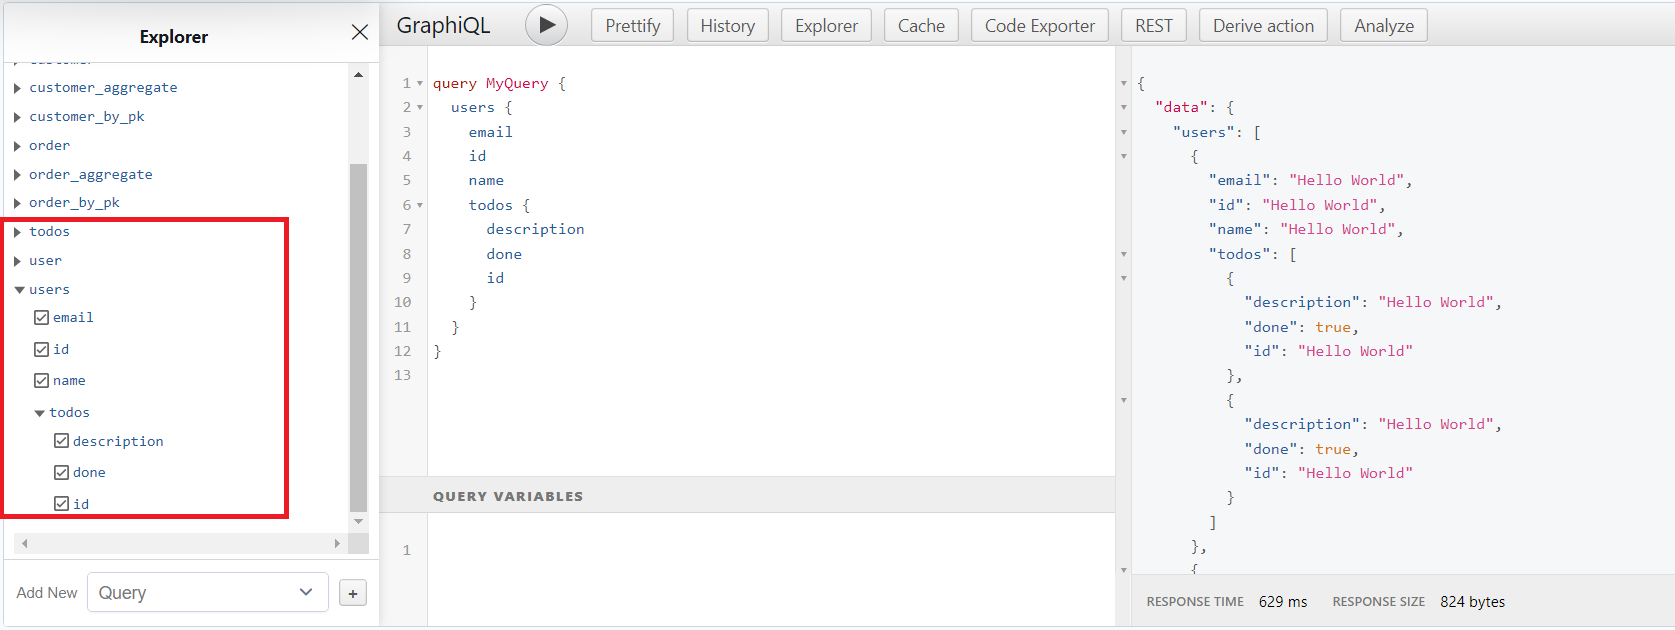 Explorer
customer_aggregate
customer_by_pk
order
order_aggregate
order_by_pk
todos
user
users
email
id
name
todos
description
done
id
Add New Query +
GraphiQL Prettify History Explorer Cache Code Exporter REST Derive action Analyze
1 query MyQuery {
2 users {
3 email
4 id
5 name
6 todos {
7 description
8 done
9 id
10 }
11 }
12 }
13
QUERY VARIABLES
1
{
"data": {
"users": [
{
"email": "Hello World",
"id": "Hello World",
"name": "Hello World",
"todos": [
{
"description": "Hello World",
"done": true,
"id": "Hello World"
},
{
"description": "Hello World",
"done": true,
"id": "Hello World"
}
]
},
{
RESPONSE TIME 629 ms RESPONSE SIZE 824 bytes